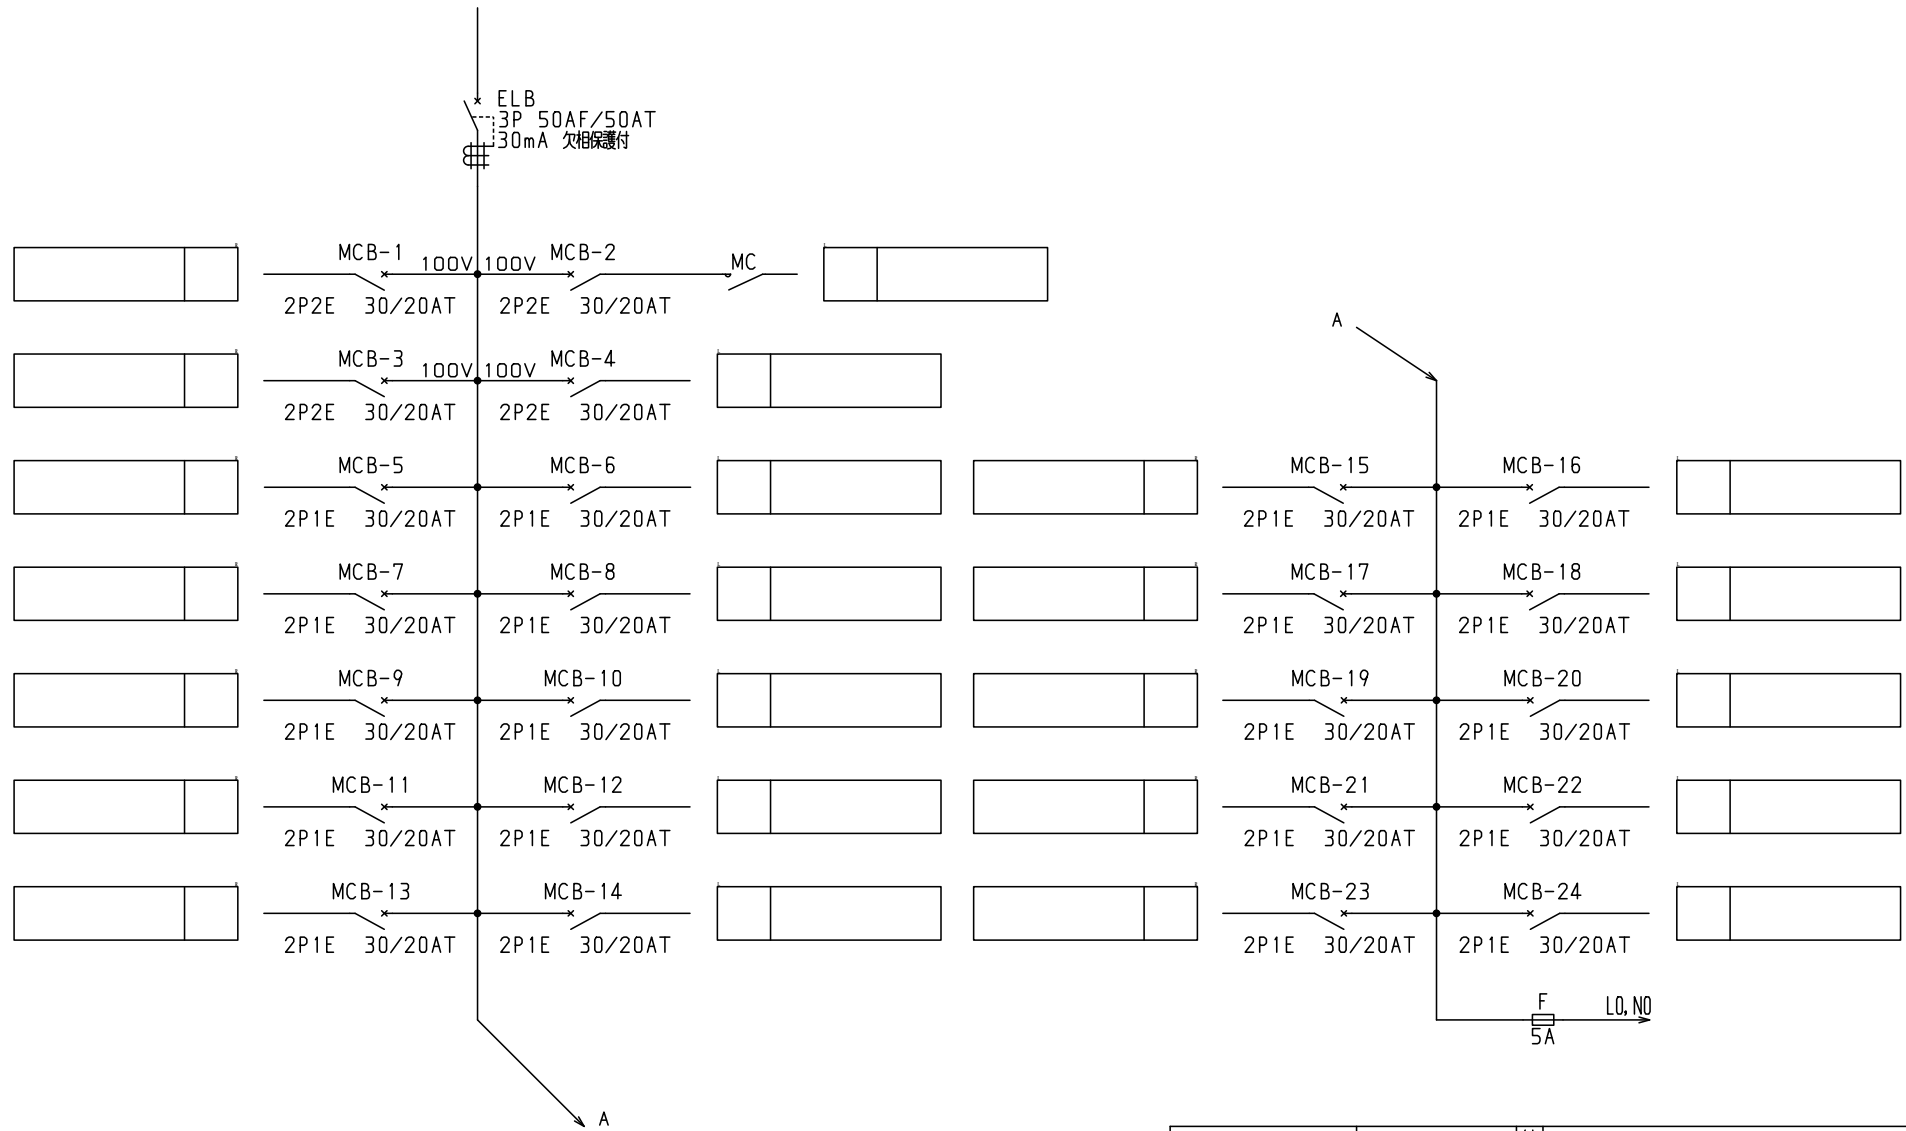 ELB
3P 50AF/50AT
30mA 欠相保護付
MCB-1 100V 100V MCB-2 MC
2P2E 30/20AT 2P2E 30/20AT
MCB-3 100V 100V MCB-4
2P2E 30/20AT 2P2E 30/20AT
MCB-5 MCB-6
2P1E 30/20AT 2P1E 30/20AT
MCB-7 MCB-8
2P1E 30/20AT 2P1E 30/20AT
MCB-9 MCB-10
2P1E 30/20AT 2P1E 30/20AT
MCB-11 MCB-12
2P1E 30/20AT 2P1E 30/20AT
MCB-13 MCB-14
2P1E 30/20AT 2P1E 30/20AT
A
A
MCB-15 MCB-16
2P1E 30/20AT 2P1E 30/20AT
MCB-17 MCB-18
2P1E 30/20AT 2P1E 30/20AT
MCB-19 MCB-20
2P1E 30/20AT 2P1E 30/20AT
MCB-21 MCB-22
2P1E 30/20AT 2P1E 30/20AT
MCB-23 MCB-24
2P1E 30/20AT 2P1E 30/20AT
F L0,N0
5A